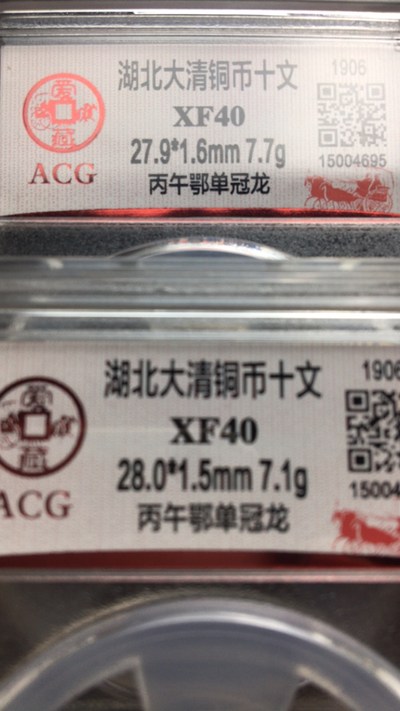 湖北大清铜币十文
1906
XF40
27.9*1.6mm 7.7g
15004695
ACG
丙午鄂单冠龙
湖北大清铜币十文
1906
XF40
28.0*1.5mm 7.1g
15004
ACG
丙午鄂单冠龙